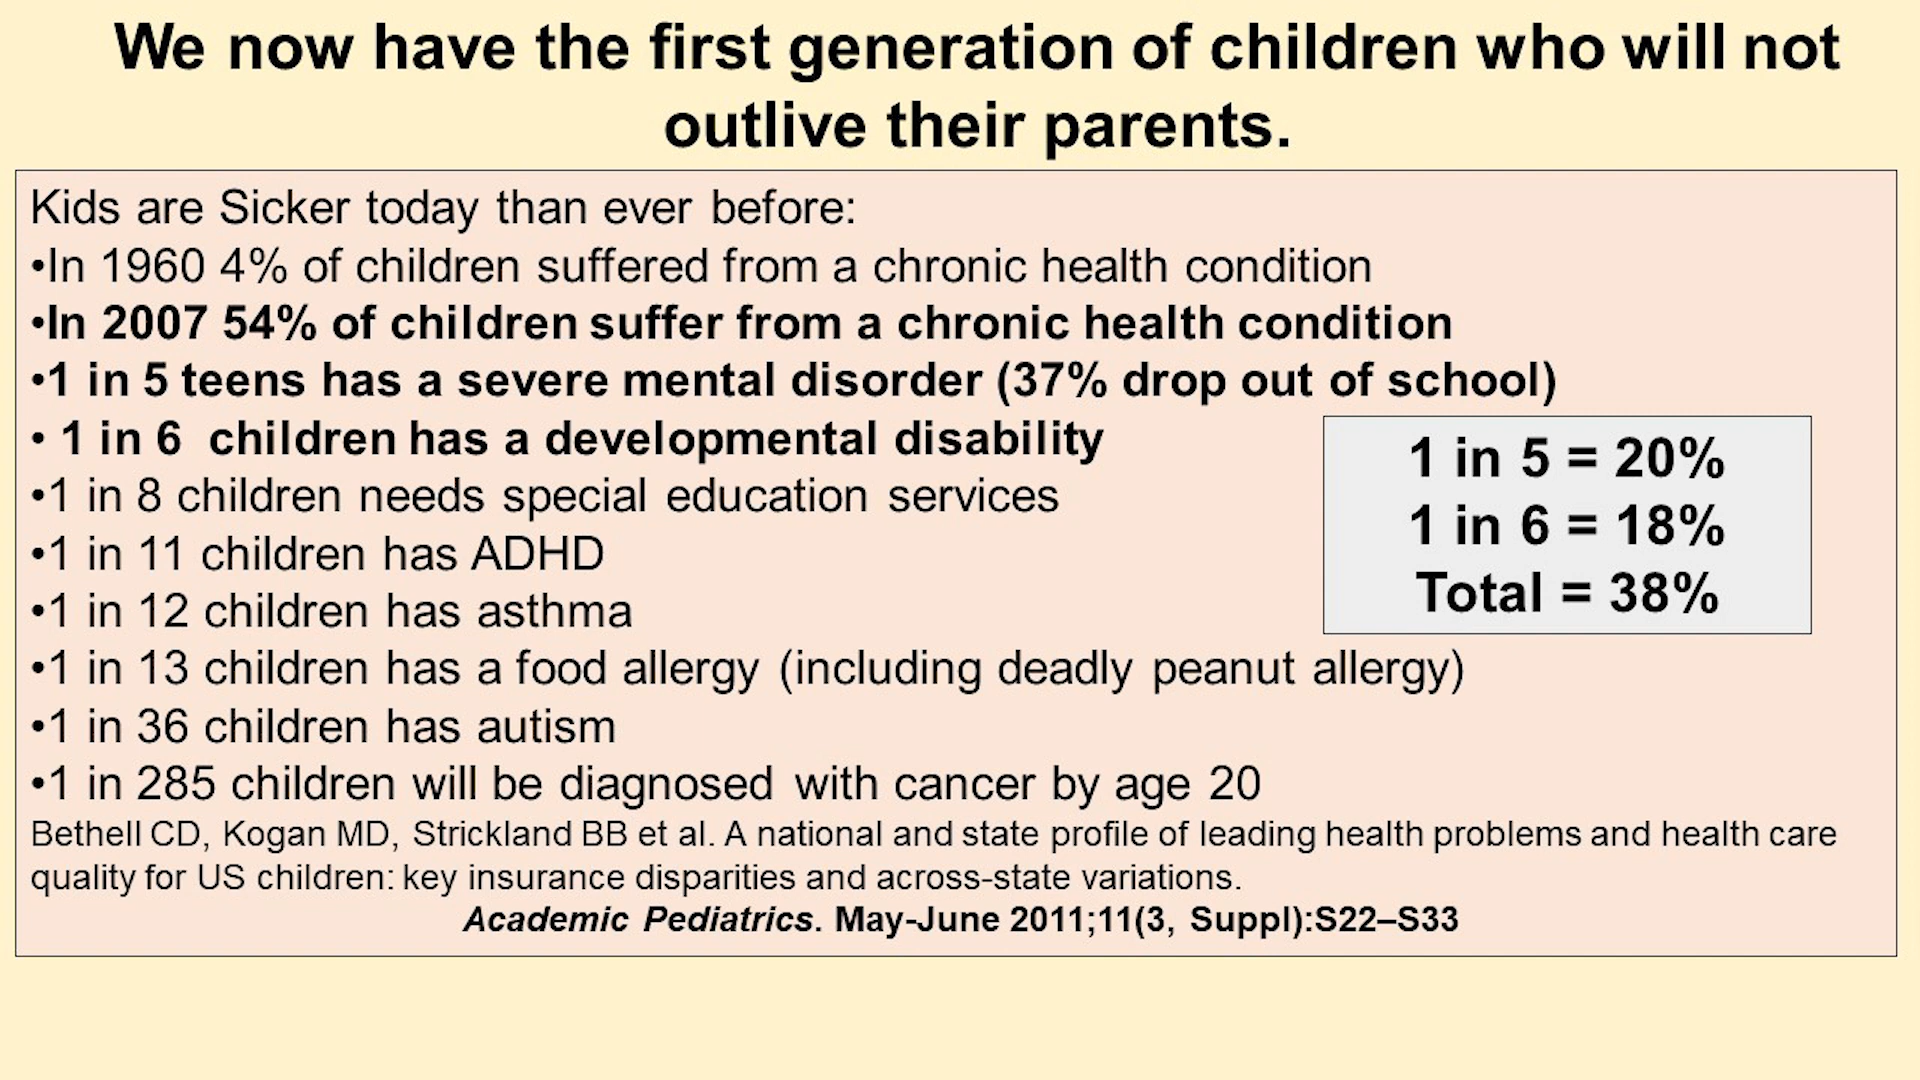 We now have the first generation of children who will not
outlive their parents.
Kids are Sicker today than ever before:
•In 1960 4% of children suffered from a chronic health condition
•In 2007 54% of children suffer from a chronic health condition
•1 in 5 teens has a severe mental disorder (37% drop out of school)
• 1 in 6 children has a developmental disability
•1 in 8 children needs special education services
•1 in 11 children has ADHD
•1 in 12 children has asthma
•1 in 13 children has a food allergy (including deadly peanut allergy)
•1 in 36 children has autism
•1 in 285 children will be diagnosed with cancer by age 20
Bethell CD, Kogan MD, Strickland BB et al. A national and state profile of leading health problems and health care
quality for US children: key insurance disparities and across-state variations.
Academic Pediatrics. May-June 2011;11(3, Suppl):S22–S33
1 in 5 = 20%
1 in 6 = 18%
Total = 38%